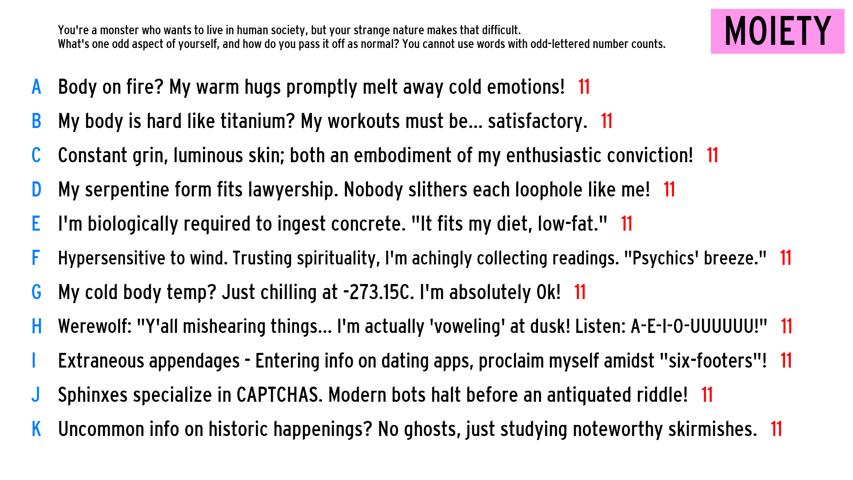 You're a monster who wants to live in human society, but your strange nature makes that difficult.
What's one odd aspect of yourself, and how do you pass it off as normal? You cannot use words with odd-lettered number counts.
MOIETY
A Body on fire? My warm hugs promptly melt away cold emotions! 11
B My body is hard like titanium? My workouts must be... satisfactory. 11
C Constant grin, luminous skin; both an embodiment of my enthusiastic conviction! 11
D My serpentine form fits lawyership. Nobody slithers each loophole like me! 11
E I'm biologically required to ingest concrete. "It fits my diet, low-fat." 11
F Hypersensitive to wind. Trusting spirituality, I'm achingly collecting readings. "Psychics' breeze." 11
G My cold body temp? Just chilling at -273.15C. I'm absolutely 0k! 11
H Werewolf: "Y'all mishearing things... I'm actually 'voweling' at dusk! Listen: A-E-I-O-UUUUUU!" 11
I Extraneous appendages - Entering info on dating apps, proclaim myself amidst "six-footers"! 11
J Sphinxes specialize in CAPTCHAS. Modern bots halt before an antiquated riddle! 11
K Uncommon info on historic happenings? No ghosts, just studying noteworthy skirmishes. 11